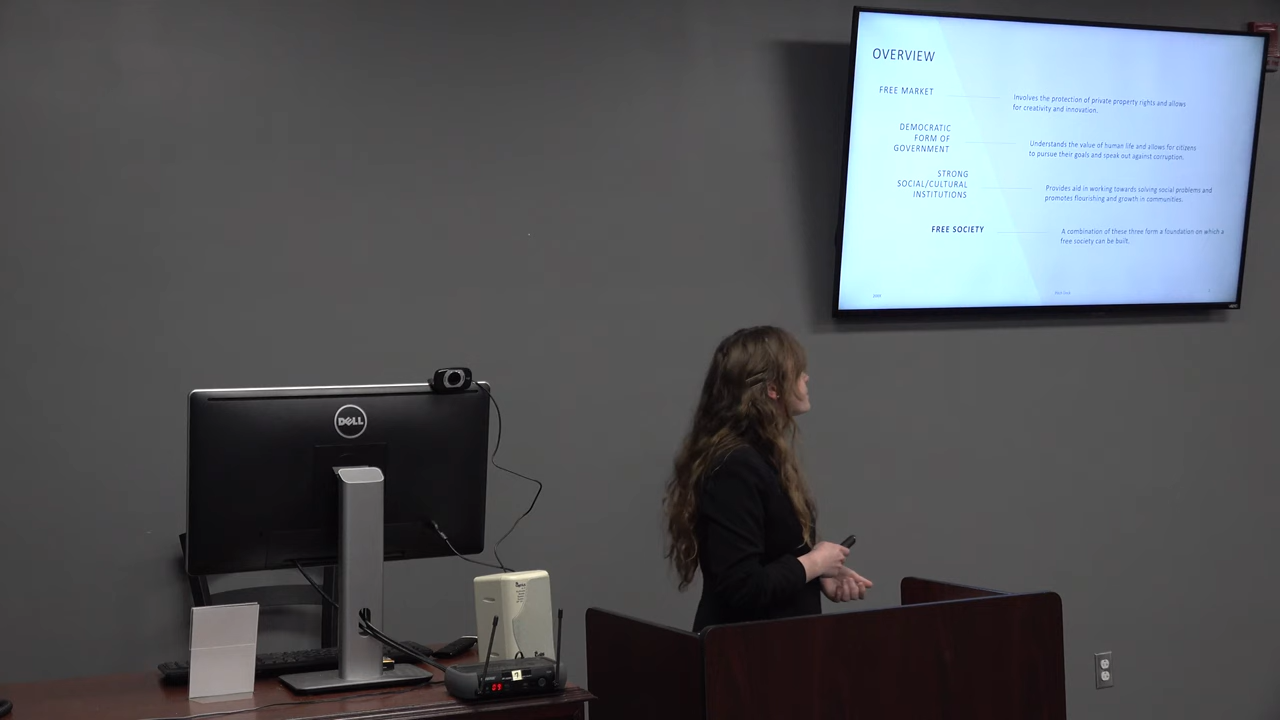 OVERVIEW
FREE MARKET
Involves the protection of private property rights and allows
for creativity and innovation.
DEMOCRATIC
FORM OF
GOVERNMENT
Understands the value of human life and allows for citizens
to pursue their goals and speak out against corruption.
STRONG
SOCIAL/CULTURAL
INSTITUTIONS
Provides aid in working towards solving social problems and
promotes flourishing and growth in communities.
FREE SOCIETY
A combination of these three form a foundation on which a
free society can be built.
DELL